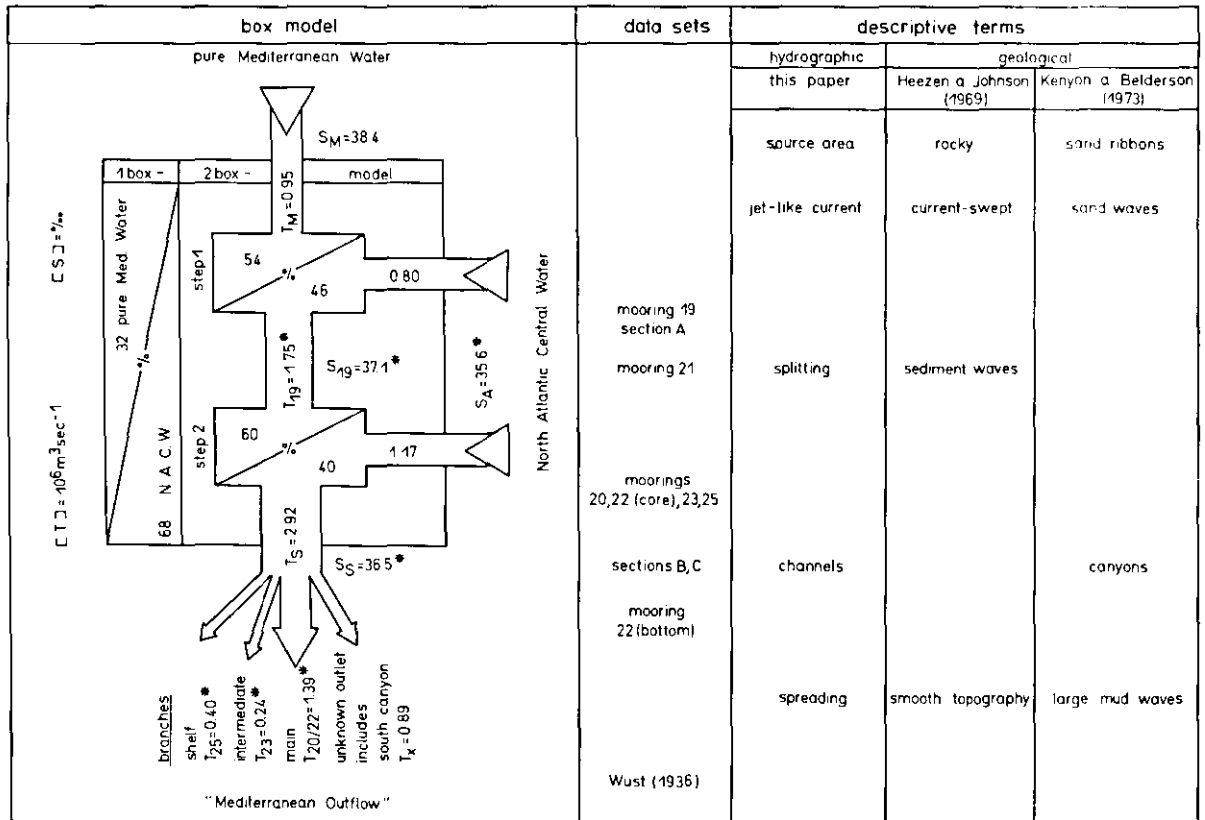 box model
data sets
descriptive terms
hydrographic
geological
this paper
Heezen a Johnson
(1969)
Kenyon a Belderson
(1973)
pure Mediterranean Water
S_M=38.4
1 box -
2 box -
model
T_M=0.95
[S]=‰
[T]=10⁶m³sec⁻¹
32 pure Med Water
%
68 N A C W
step 1
54
%
46
0.80
T_19=1.75*
S_19=37.1*
S_A=35.6*
North Atlantic Central Water
step 2
60
%
40
1.17
T_S=2.92
S_S=36.5*
branches
shelf
T_25=0.40*
intermediate
T_23=0.24*
main
T_20/22=1.39*
unknown outlet
includes
south canyon
T_x=0.89
"Mediterranean Outflow"
mooring 19
section A
mooring 21
moorings
20,22 (core),23,25
sections B,C
mooring
22 (bottom)
Wust (1936)
source area
rocky
sand ribbons
jet-like current
current-swept
sand waves
splitting
sediment waves
channels
canyons
spreading
smooth topography
large mud waves